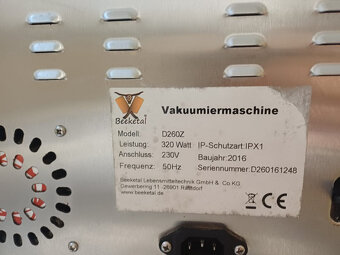 Beeketal
Vakuumiermaschine
Modell: D260Z
Leistung: 320 Watt IP-Schutzart: IPX1
Anschluss: 230V Baujahr: 2016
Frequenz: 50Hz Seriennummer: D260161248
Beeketal Lebensmitteltechnik GmbH & Co.KG
Gewerbering 11 -26901 Rastdorf
www.beeketal.de
CE